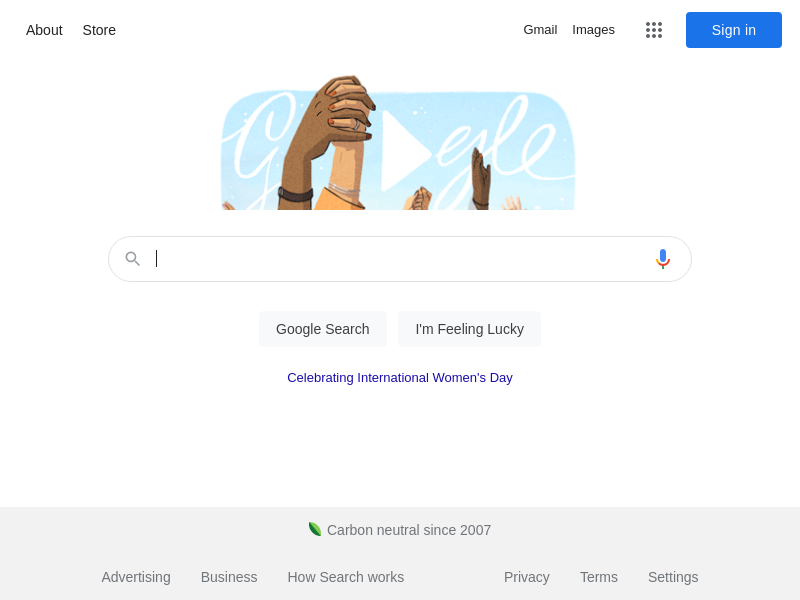 About Store Gmail Images Sign in
Google
Google Search I'm Feeling Lucky
Celebrating International Women's Day
Carbon neutral since 2007
Advertising Business How Search works Privacy Terms Settings